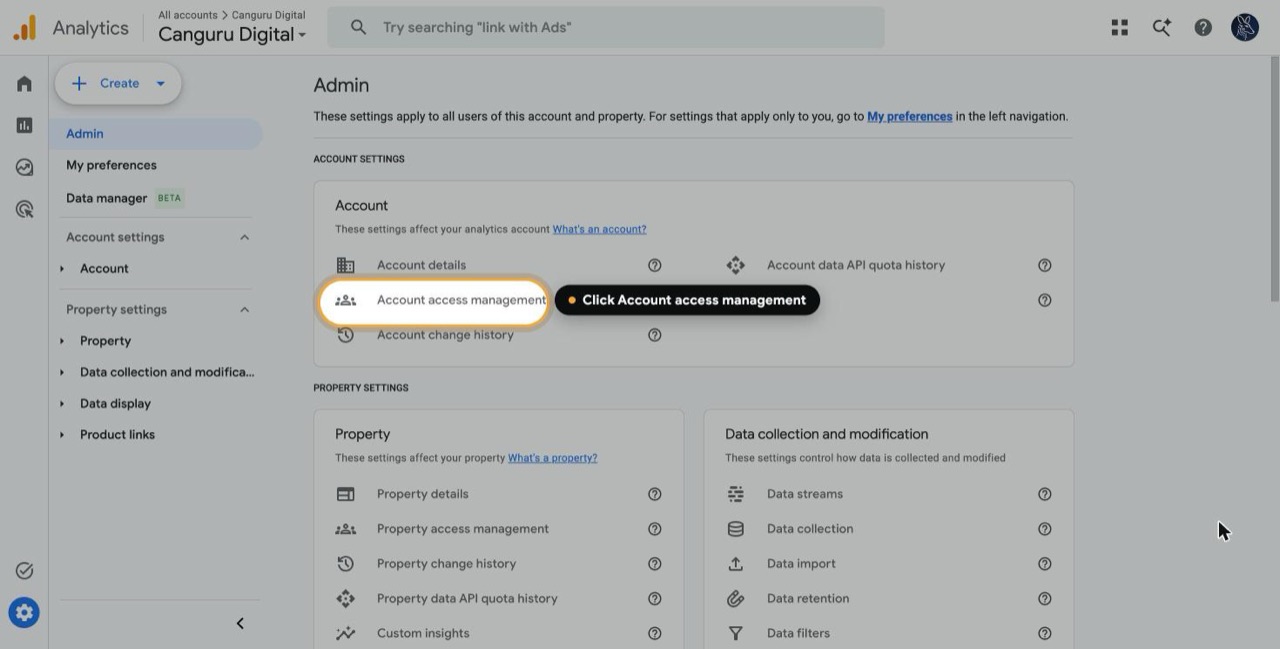 Analytics
All accounts > Canguru Digital
Canguru Digital
Try searching "link with Ads"
Create
Admin
My preferences
Data manager BETA
Account settings
Account
Property settings
Property
Data collection and modifica...
Data display
Product links
Admin
These settings apply to all users of this account and property. For settings that apply only to you, go to My preferences in the left navigation.
ACCOUNT SETTINGS
Account
These settings affect your analytics account What's an account?
Account details
Account data API quota history
Account access management
Click Account access management
Account change history
PROPERTY SETTINGS
Property
These settings affect your property What's a property?
Property details
Property access management
Property change history
Property data API quota history
Custom insights
Data collection and modification
These settings control how data is collected and modified
Data streams
Data collection
Data import
Data retention
Data filters